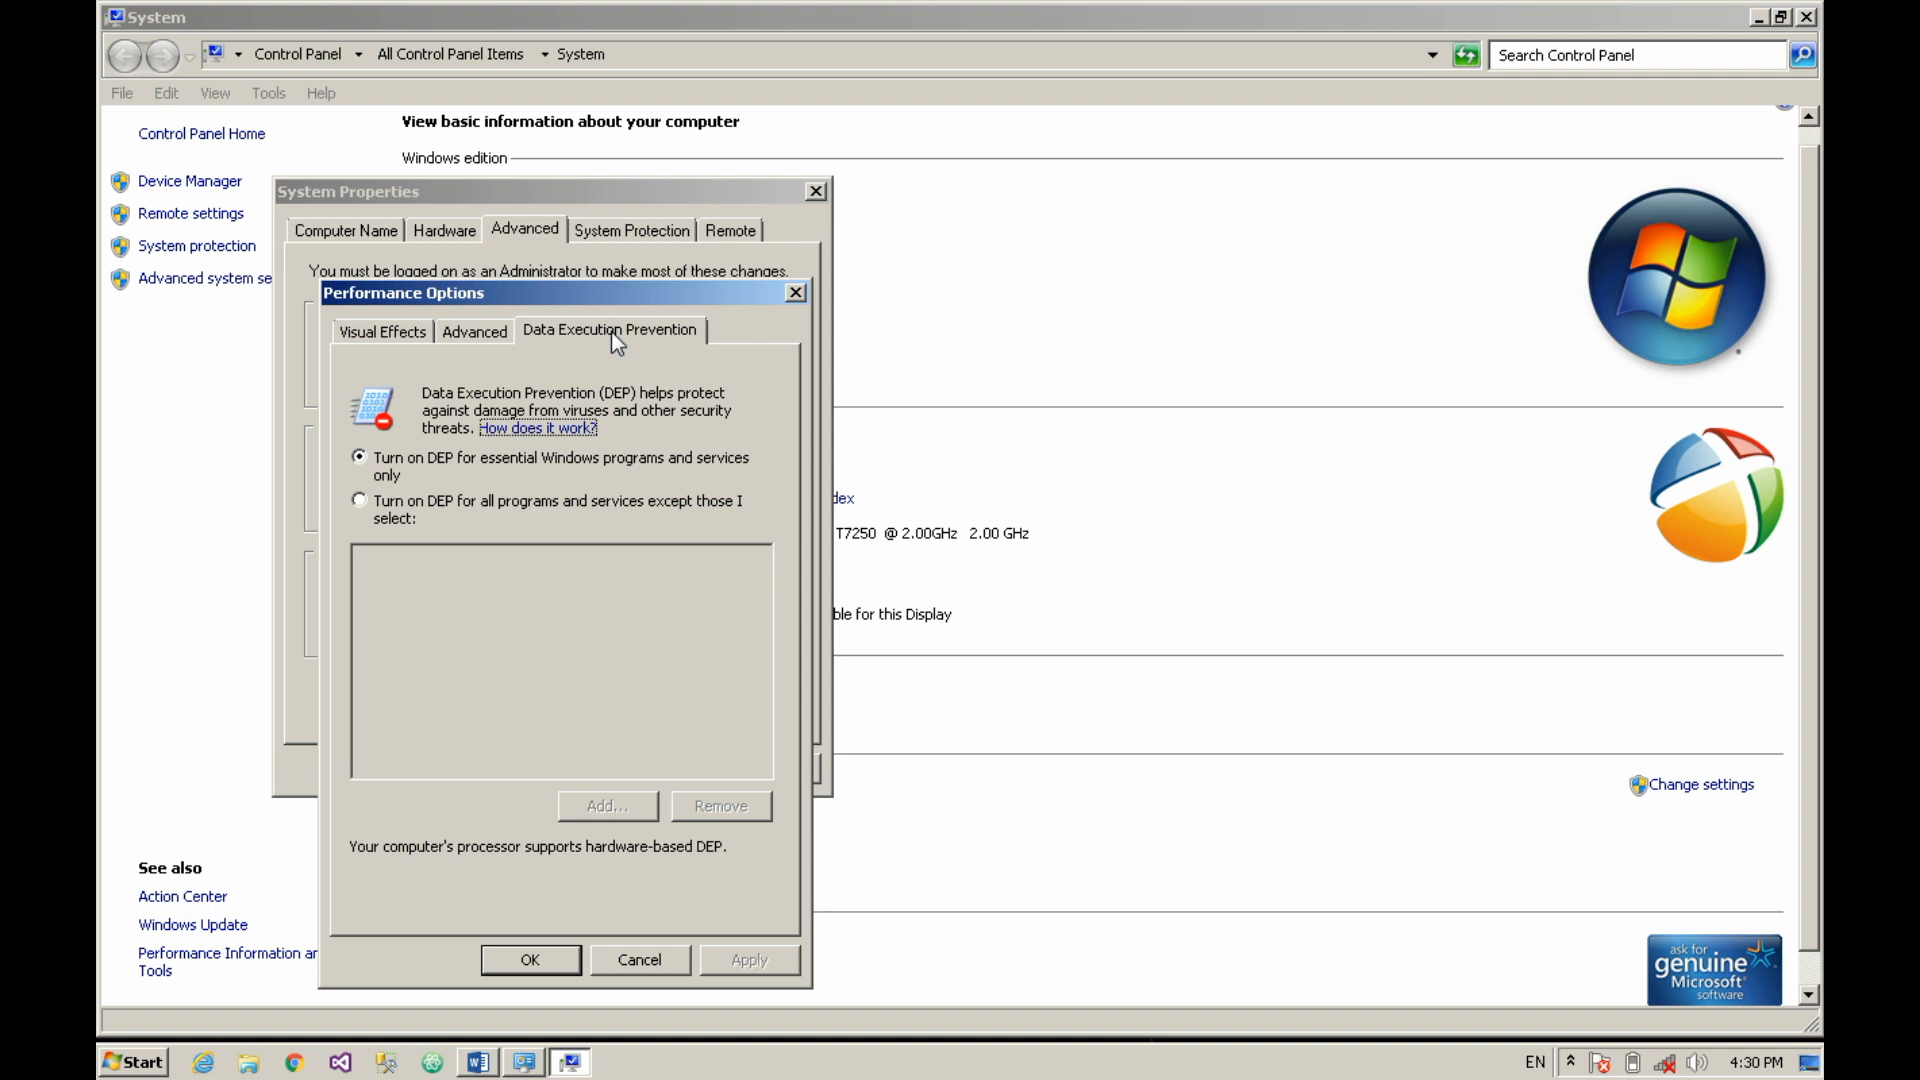 System
Control Panel
All Control Panel Items
System
Search Control Panel
File
Edit
View
Tools
Help
Control Panel Home
Device Manager
Remote settings
System protection
Advanced system se
View basic information about your computer
Windows edition
System Properties
Computer Name
Hardware
Advanced
System Protection
Remote
You must be logged on as an Administrator to make most of these changes.
Performance Options
Visual Effects
Advanced
Data Execution Prevention
Data Execution Prevention (DEP) helps protect
against damage from viruses and other security
threats. How does it work?
Turn on DEP for essential Windows programs and services
only
Turn on DEP for all programs and services except those I
select:
Add...
Remove
Your computer's processor supports hardware-based DEP.
OK
Cancel
Apply
dex
T7250 @ 2.00GHz 2.00 GHz
ble for this Display
Change settings
See also
Action Center
Windows Update
Performance Information an
Tools
ask for
genuine
Microsoft
software
Start
EN
4:30 PM